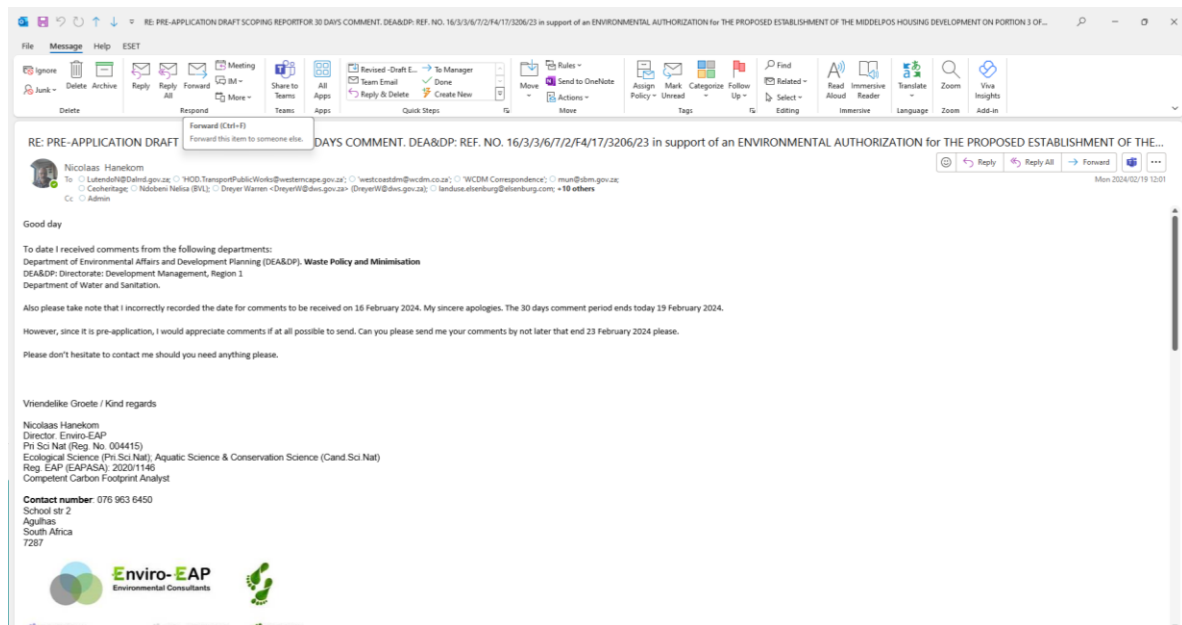 RE: PRE-APPLICATION DRAFT SCOPING REPORTFOR 30 DAYS COMMENT. DEA&DP: REF. NO. 16/3/3/6/7/2/F4/17/3206/23 in support of an ENVIRONMENTAL AUTHORIZATION for THE PROPOSED ESTABLISHMENT OF THE MIDDELPOS HOUSING DEVELOPMENT ON PORTION 3 OF...
File Message Help ESET
Ignore
Junk
Delete
Archive
Reply
Reply All
Forward
Meeting
IM
More
Share to Teams
All Apps
Revised -Draft E...
To Manager
Team Email
Done
Reply & Delete
Create New
Move
Rules
Send to OneNote
Actions
Assign Policy
Mark Unread
Categorize
Follow Up
Find
Related
Select
Read Aloud
Immersive Reader
Translate
Zoom
Viva Insights
Delete Respond Teams Apps Quick Steps Move Tags Editing Immersive Language Zoom Add-in
Forward (Ctrl+F)
Forward this item to someone else.
RE: PRE-APPLICATION DRAFT DAYS COMMENT. DEA&DP: REF. NO. 16/3/3/6/7/2/F4/17/3206/23 in support of an ENVIRONMENTAL AUTHORIZATION for THE PROPOSED ESTABLISHMENT OF THE...
Nicolaas Hanekom
To LutendoN@Dalrrd.gov.za; 'HOD.TransportPublicWorks@westerncape.gov.za'; 'westcoastdm@wcdm.co.za'; 'WCDM Correspondence'; mun@sbm.gov.za;
Ceoheritage; Ndobeni Nelisa (BVL); Dreyer Warren <DreyerW@dws.gov.za> (DreyerW@dws.gov.za); landuse.elsenburg@elsenburg.com; +10 others
Cc Admin
Reply Reply All Forward
Mon 2024/02/19 12:01
Good day
To date I received comments from the following departments:
Department of Environmental Affairs and Development Planning (DEA&DP). Waste Policy and Minimisation
DEA&DP: Directorate: Development Management, Region 1
Department of Water and Sanitation.
Also please take note that I incorrectly recorded the date for comments to be received on 16 February 2024. My sincere apologies. The 30 days comment period ends today 19 February 2024.
However, since it is pre-application, I would appreciate comments if at all possible to send. Can you please send me your comments by not later that end 23 February 2024 please.
Please don't hesitate to contact me should you need anything please.
Vriendelike Groete / Kind regards
Nicolaas Hanekom
Director. Enviro-EAP
Pri Sci Nat (Reg. No. 004415)
Ecological Science (Pri.Sci.Nat); Aquatic Science & Conservation Science (Cand.Sci.Nat)
Reg. EAP (EAPASA): 2020/1146
Competent Carbon Footprint Analyst
Contact number: 076 963 6450
School str 2
Agulhas
South Africa
7287
Enviro-EAP
Environmental Consultants